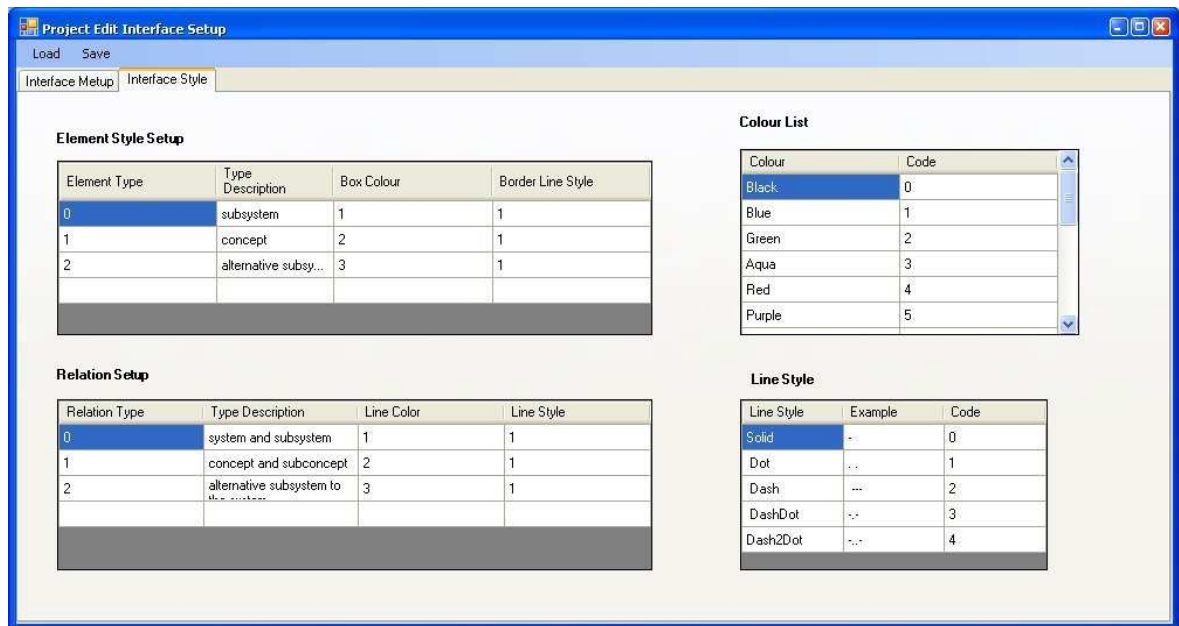 Project Edit Interface Setup
Load Save
Interface Metup Interface Style
Element Style Setup
Element Type Type Description Box Colour Border Line Style
0 subsystem 1 1
1 concept 2 1
2 alternative subsy... 3 1
Relation Setup
Relation Type Type Description Line Color Line Style
0 system and subsystem 1 1
1 concept and subconcept 2 1
2 alternative subsystem to 3 1
Colour List
Colour Code
Black 0
Blue 1
Green 2
Aqua 3
Red 4
Purple 5
Line Style
Line Style Example Code
Solid - 0
Dot . . 1
Dash --- 2
DashDot -.- 3
Dash2Dot -..- 4